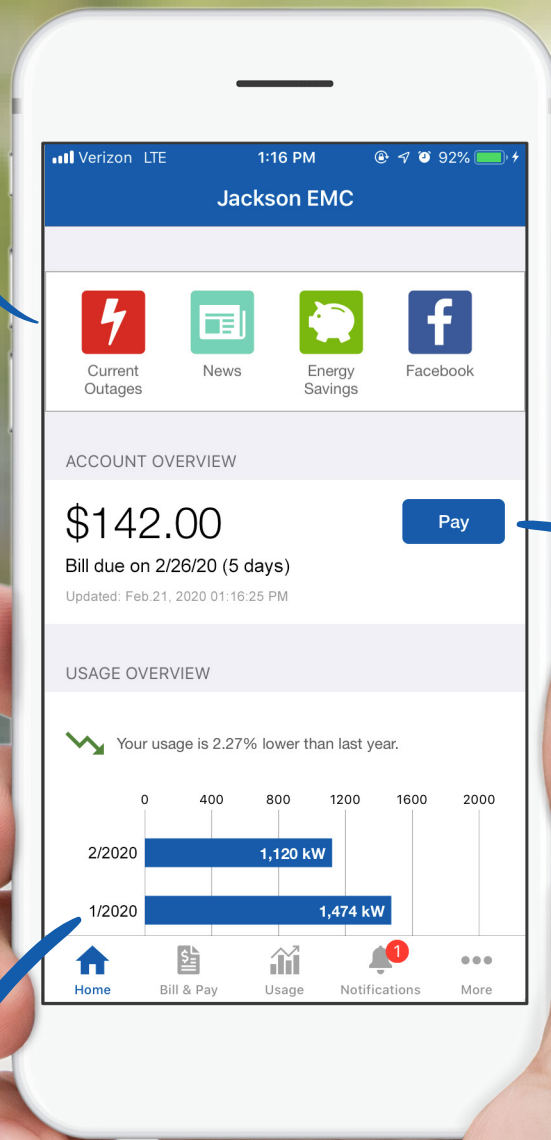 Verizon LTE 1:16 PM 92%
Jackson EMC
f
Current
Outages
News
Energy
Savings
Facebook
ACCOUNT OVERVIEW
$142.00
Pay
Bill due on 2/26/20 (5 days)
Updated: Feb.21, 2020 01:16:25 PM
USAGE OVERVIEW
Your usage is 2.27% lower than last year.
0 400 800 1200 1600 2000
2/2020 1,120 kW
1/2020 1,474 kW
1
Home Bill & Pay Usage Notifications More